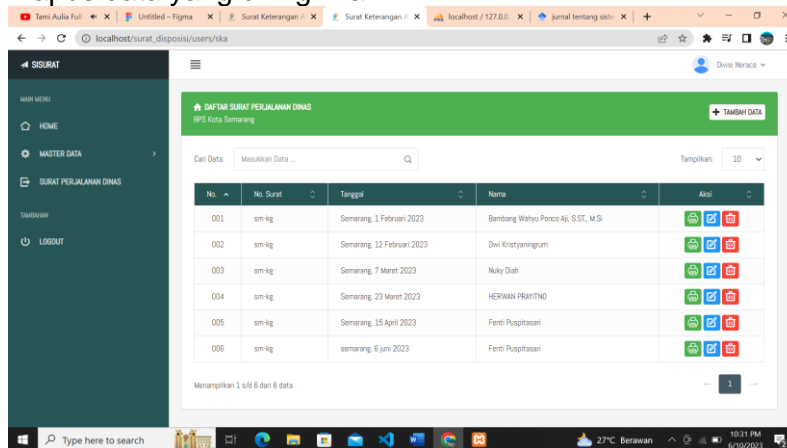 Tami Aulia Full
Untitled – Figma
Surat Keterangan A
Surat Keterangan A
localhost / 127.0.0.
jurnal tentang siste
localhost/surat_disposisi/users/ska
SISURAT
Divisi Neraca
MAIN MENU
HOME
MASTER DATA
SURAT PERJALANAN DINAS
TAMBAHAN
LOGOUT
DAFTAR SURAT PERJALANAN DINAS
BPS Kota Semarang
+ TAMBAH DATA
Cari Data: Masukkan Data ...
Tampilkan: 10
No. No. Surat Tanggal Nama Aksi
001 sm-kg Semarang, 1 Februari 2023 Bambang Wahyu Ponco Aji, S.ST., M.Si
002 sm-kg Semarang, 12 Februari 2023 Dwi Kristyaningrum
003 sm-kg Semarang, 7 Maret 2023 Nuky Diah
004 sm-kg Semarang, 23 Maret 2023 HERWAN PRAYITNO
005 sm-kg Semarang, 15 April 2023 Fenti Puspitasari
006 sm-kg semarang, 6 juni 2023 Fenti Puspitasari
Menampilkan 1 s/d 6 dari 6 data
1
Type here to search
27°C Berawan
10:31 PM
6/10/2023